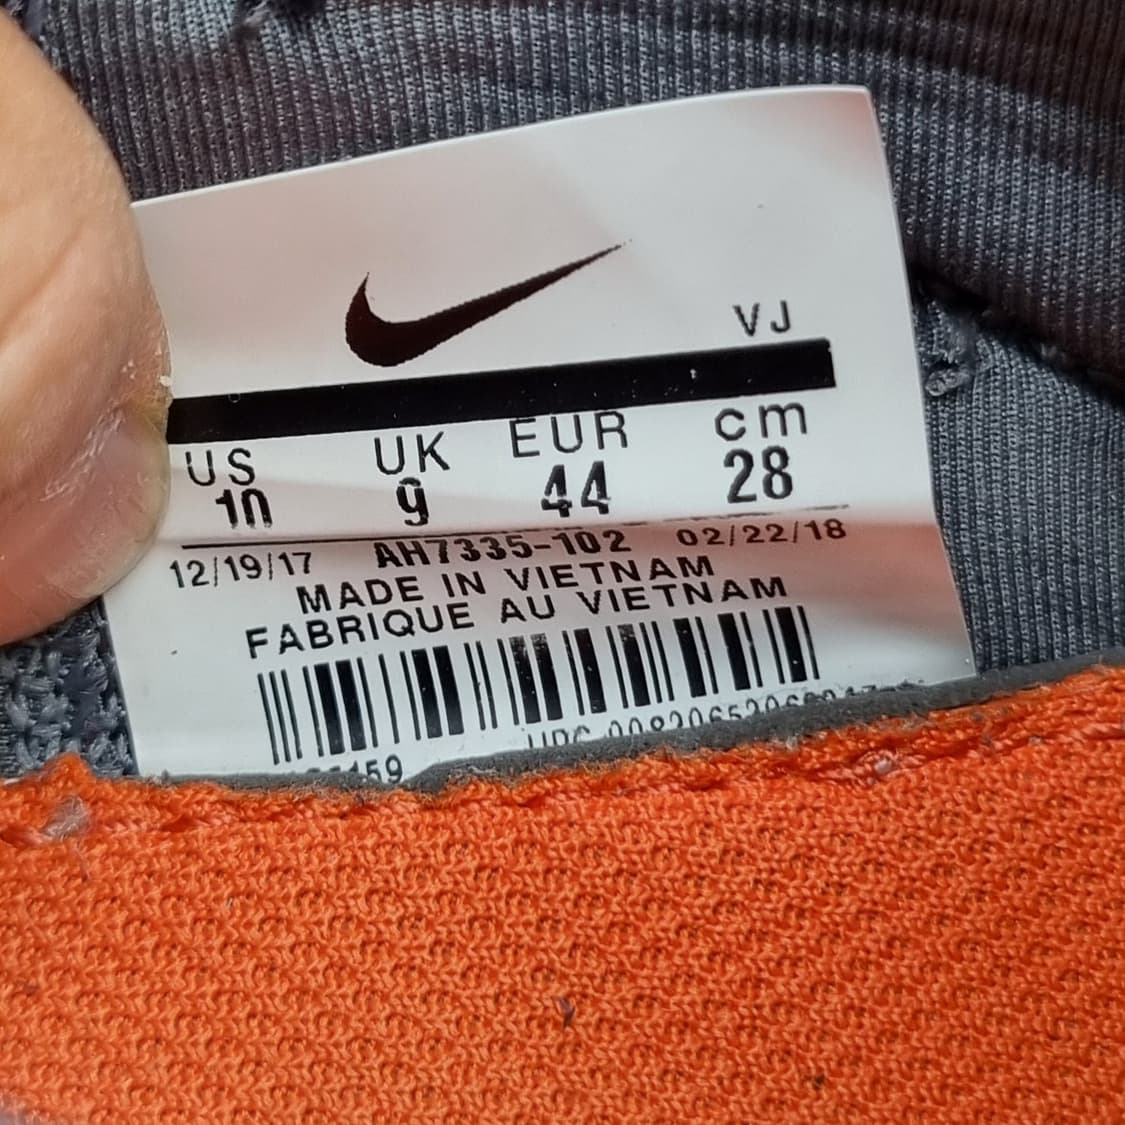 VJ
US UK EUR cm
10 9 44 28
12/19/17 AH7335-102 02/22/18
MADE IN VIETNAM
FABRIQUE AU VIETNAM